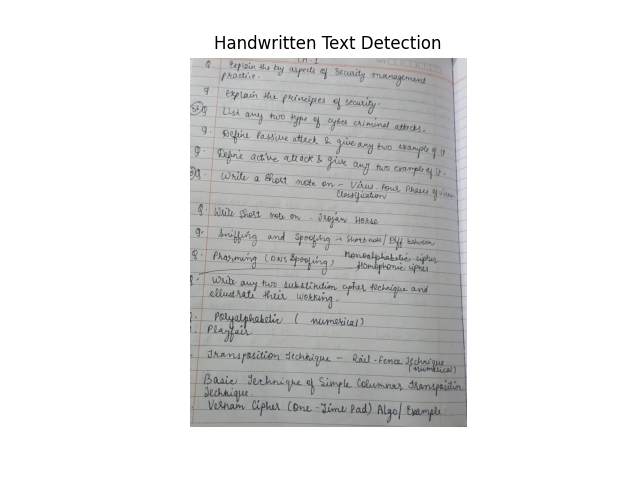 Handwritten Text Detection
Ch-1
Q. Explain the key aspects of Security management
practice.
Q. Explain the principles of security.
Q. List any two type of cyber criminal attacks.
Q. Define Passive attack & give any two example of it
Q. Define active attack & give any two example of it.
Q. Write a Short note on - Virus. four Phases of Virus
Classification
Q. Write Short note on - Trojan Horse
Q. Sniffing and Spoofing → Short note/ Diff between
Q. Pharming (DNS Spoofing) Monoalphabetic cipher
Homophonic cipher
Q. Write any two substitution cipher technique and
ellustrate their working.
Polyalphabetic ( numerical)
Playfair
Transposition Technique - Rail-fence Technique
(numerical)
Basic Technique of Simple Columnar Transposition
Technique.
Vernam Cipher (One-Time Pad) Algo/ Example